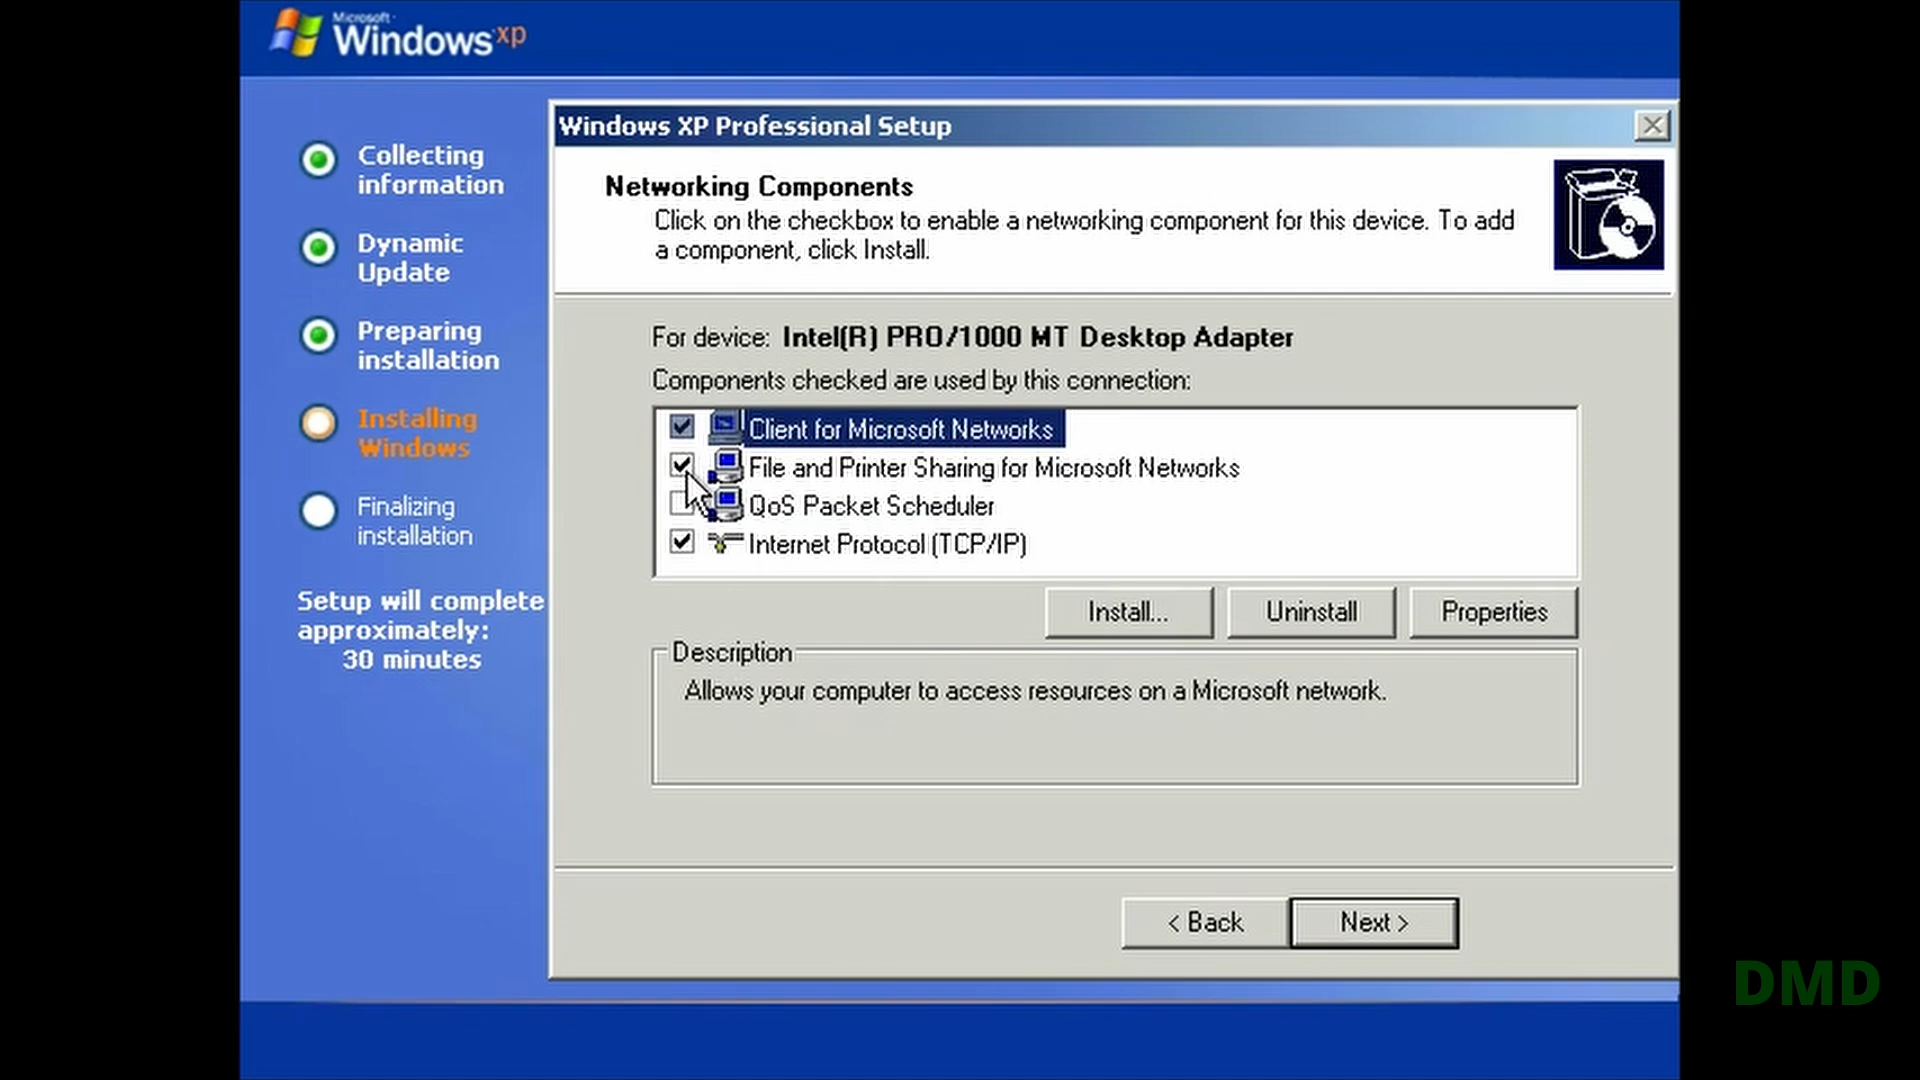 Microsoft
Windows xp
Collecting
information
Dynamic
Update
Preparing
installation
Installing
Windows
Finalizing
installation
Setup will complete
approximately:
30 minutes
Windows XP Professional Setup
Networking Components
Click on the checkbox to enable a networking component for this device. To add
a component, click Install.
For device: Intel(R) PRO/1000 MT Desktop Adapter
Components checked are used by this connection:
Client for Microsoft Networks
File and Printer Sharing for Microsoft Networks
QoS Packet Scheduler
Internet Protocol (TCP/IP)
Install... Uninstall Properties
Description
Allows your computer to access resources on a Microsoft network.
< Back Next >
DMD